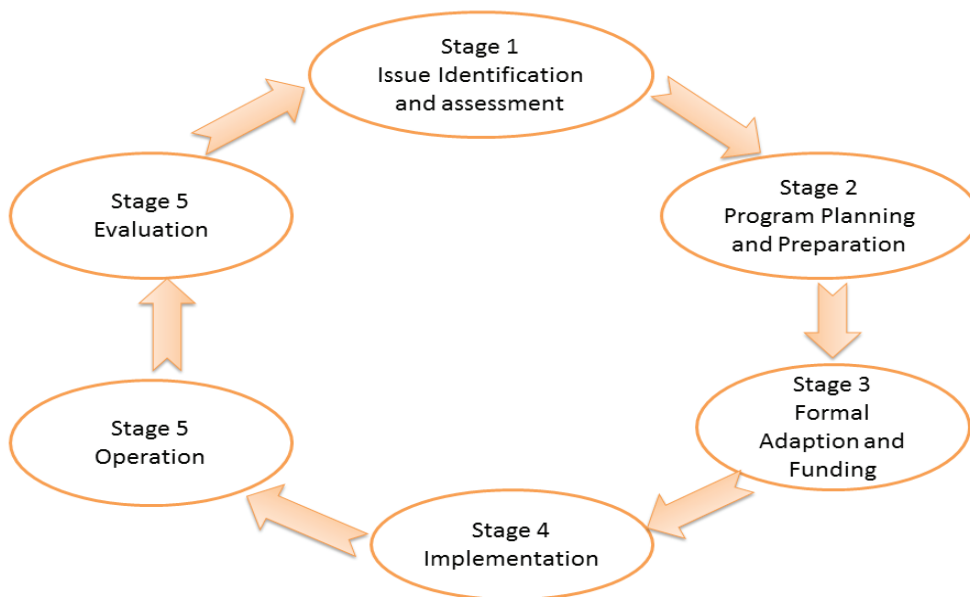 Stage 1
Issue Identification
and assessment
Stage 2
Program Planning
and Preparation
Stage 3
Formal
Adaption and
Funding
Stage 4
Implementation
Stage 5
Operation
Stage 5
Evaluation